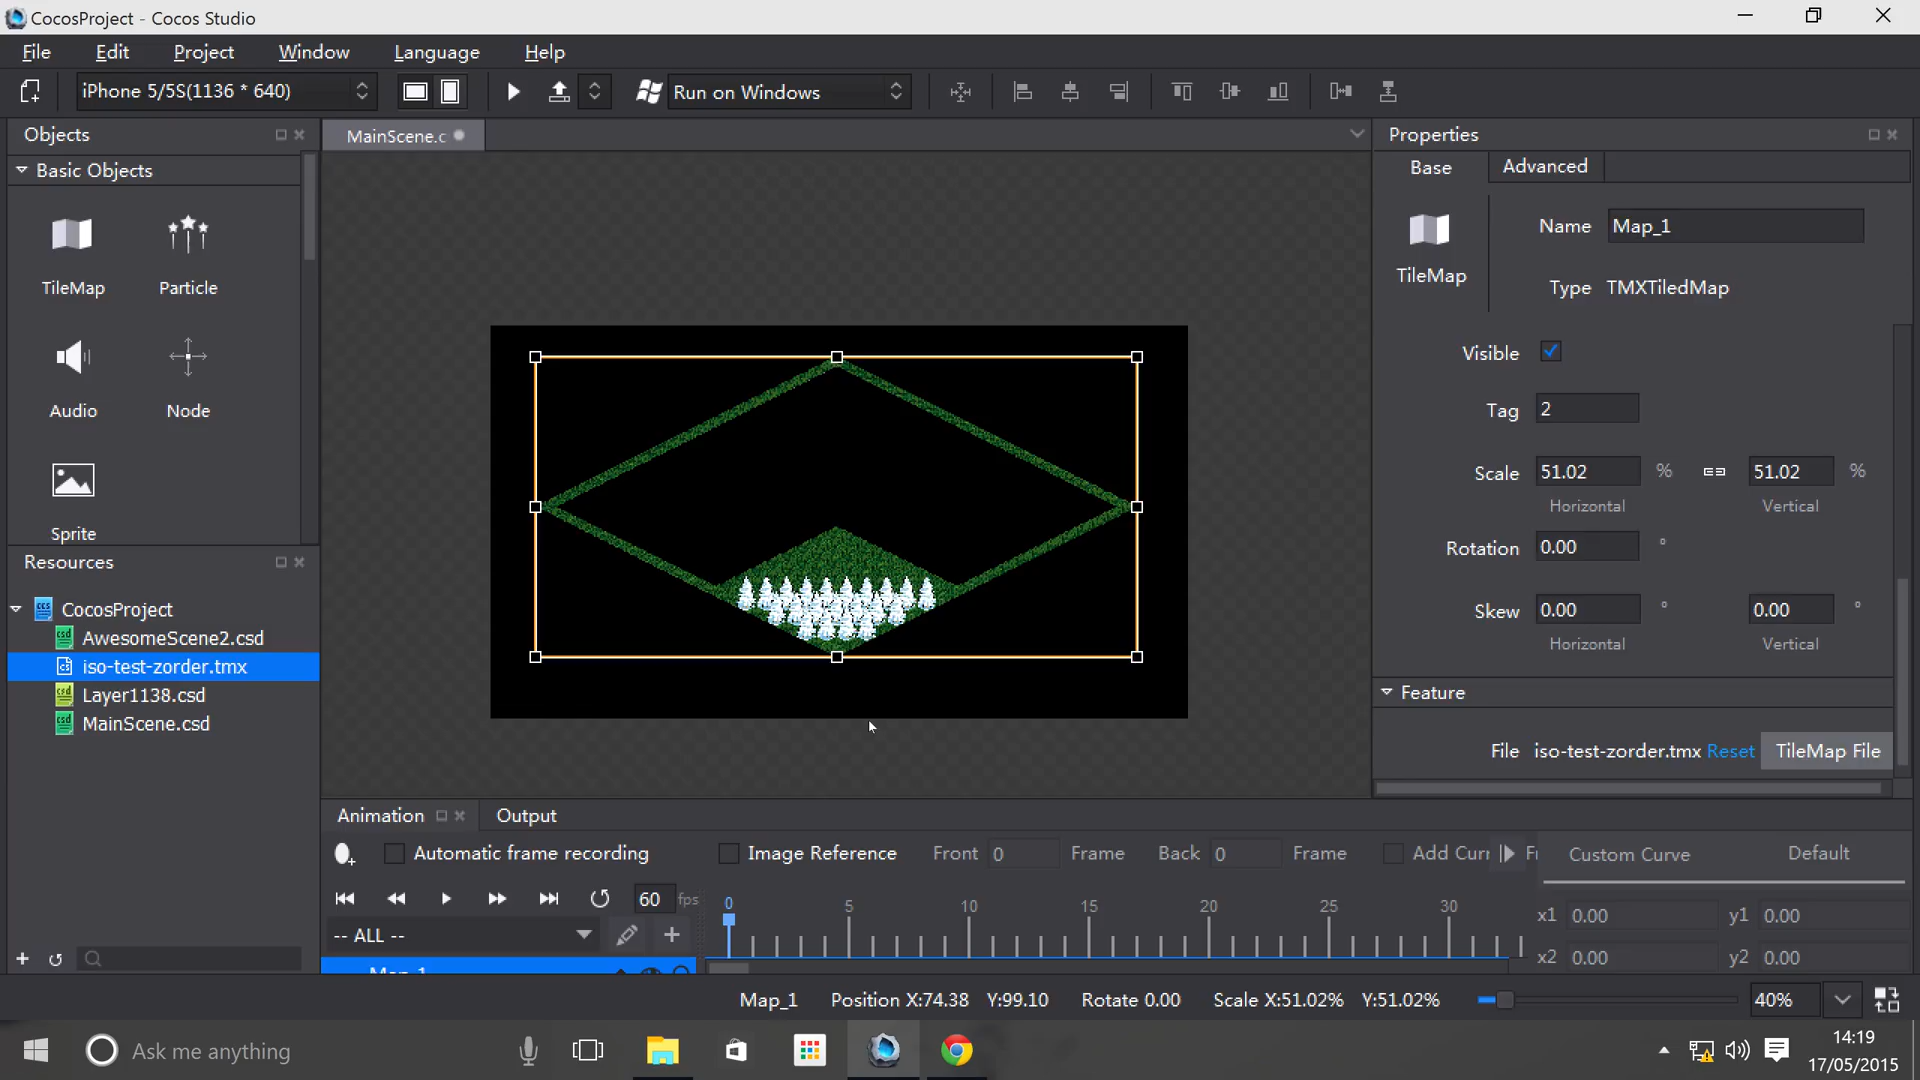 CocosProject - Cocos Studio
File Edit Project Window Language Help
iPhone 5/5S(1136 * 640)
Run on Windows
Objects
Basic Objects
TileMap
Particle
Audio
Node
Sprite
Resources
CocosProject
AwesomeScene2.csd
iso-test-zorder.tmx
Layer1138.csd
MainScene.csd
MainScene.c
Properties
Base
Advanced
TileMap
Name Map_1
Type TMXTiledMap
Visible
Tag 2
Scale 51.02 % 51.02 %
Horizontal Vertical
Rotation 0.00 °
Skew 0.00 ° 0.00 °
Horizontal Vertical
Feature
File iso-test-zorder.tmx Reset TileMap File
Animation
Output
Automatic frame recording
Image Reference Front 0 Frame Back 0 Frame
Add Curr
Custom Curve Default
60 fps
0 5 10 15 20 25 30
-- ALL --
x1 0.00 y1 0.00
x2 0.00 y2 0.00
Map_1
Map_1 Position X:74.38 Y:99.10 Rotate 0.00 Scale X:51.02% Y:51.02%
40%
Ask me anything
14:19
17/05/2015